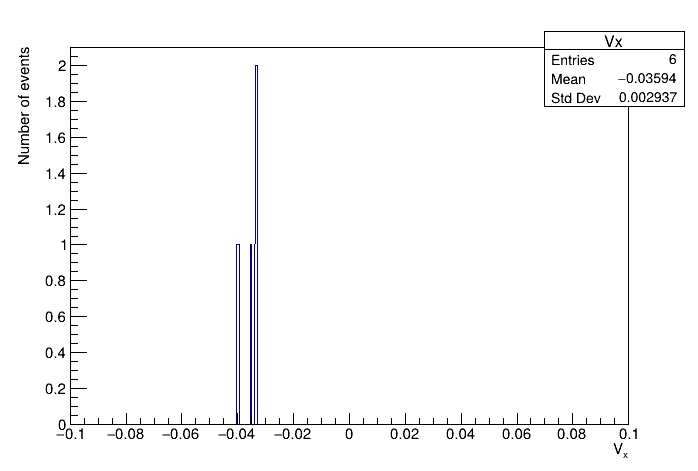 Vx
Entries 6
Mean −0.03594
Std Dev 0.002937
Number of events
2
1.8
1.6
1.4
1.2
1
0.8
0.6
0.4
0.2
0
−0.1 −0.08 −0.06 −0.04 −0.02 0 0.02 0.04 0.06 0.08 0.1
Vx